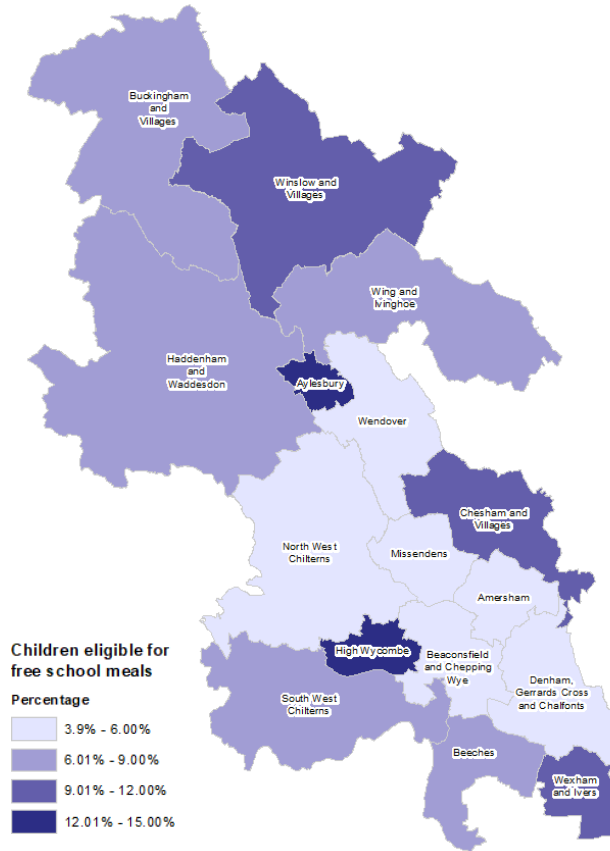 Buckingham
and
Villages
Winslow and
Villages
Wing and
Ivinghoe
Haddenham
and
Waddesdon
Aylesbury
Wendover
Chesham and
Villages
North West
Chilterns
Missendens
Amersham
High Wycombe
Beaconsfield
and Chepping
Wye
Denham,
Gerrards Cross
and Chalfonts
South West
Chilterns
Beeches
Wexham
and Ivers
Children eligible for
free school meals
Percentage
3.9% - 6.00%
6.01% - 9.00%
9.01% - 12.00%
12.01% - 15.00%